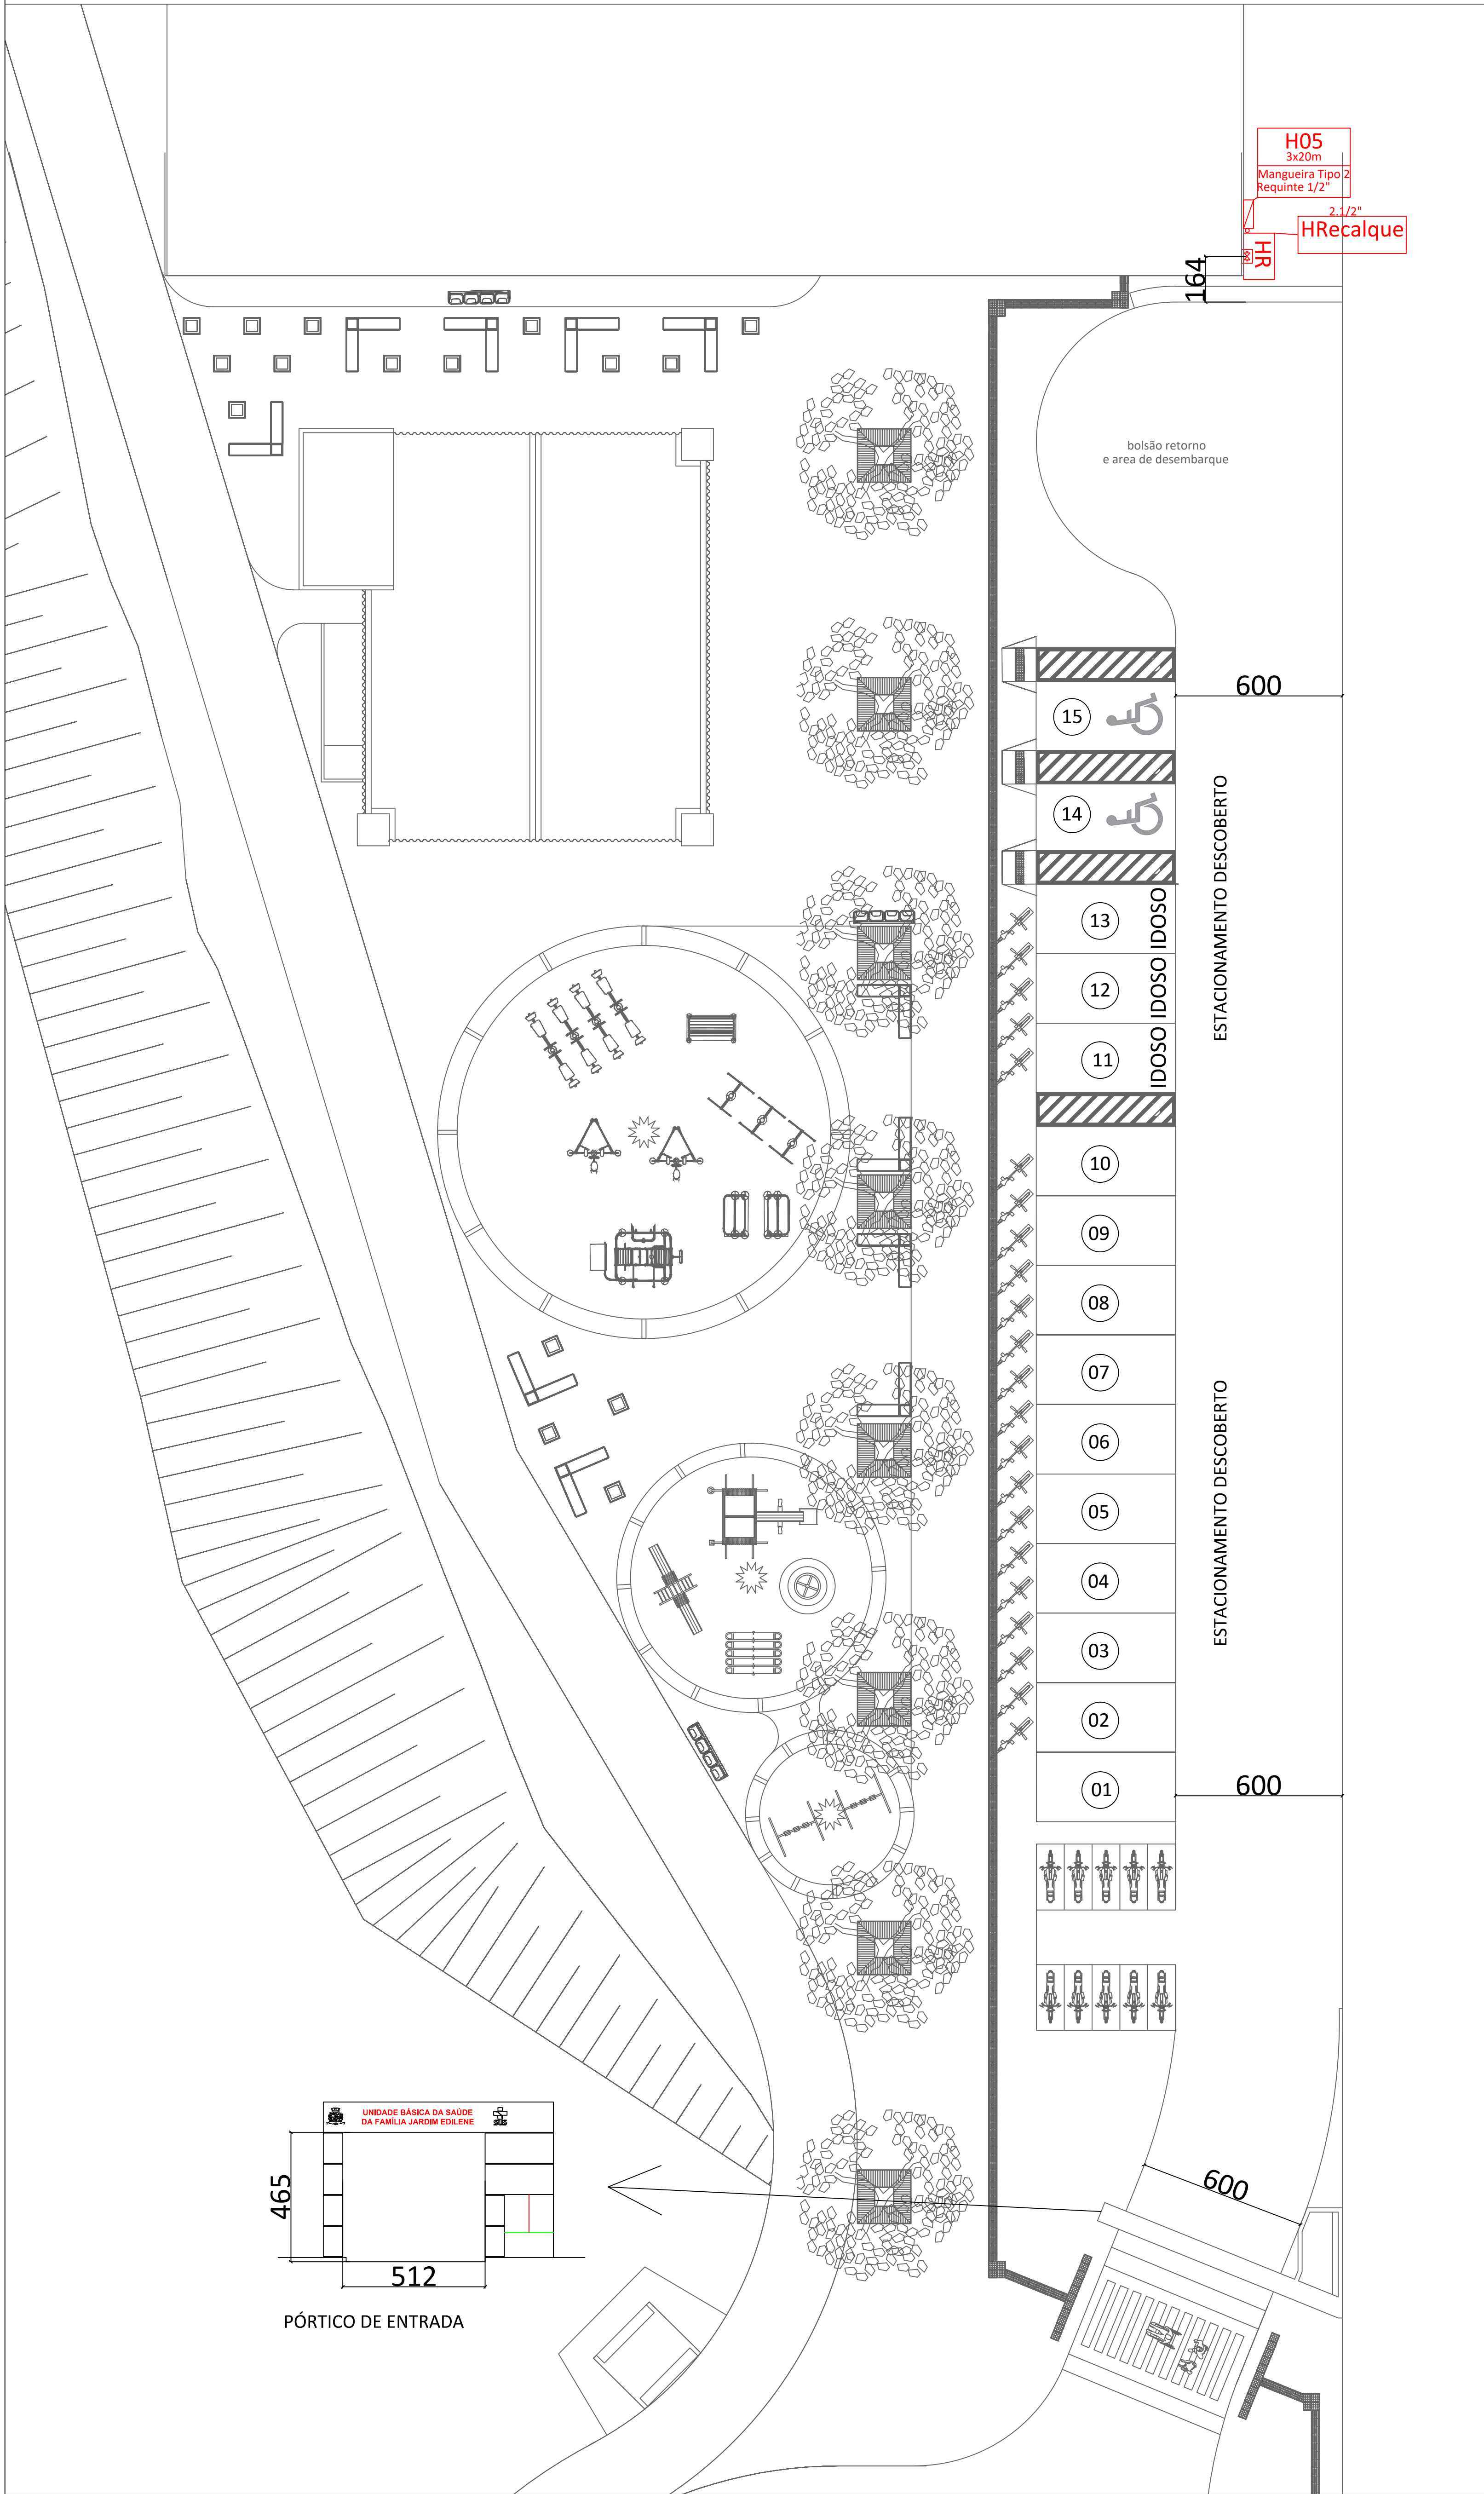 H05
3x20m
Mangueira Tipo 2
Requinte 1/2"
2.1/2"
HRecalque
HR
164
bolsão retorno
e area de desembarque
600
15
14
ESTACIONAMENTO DESCOBERTO
13
IDOSO
12
IDOSO
11
IDOSO
10
09
08
07
06
ESTACIONAMENTO DESCOBERTO
05
04
03
02
01
600
600
UNIDADE BÁSICA DA SAÚDE
DA FAMÍLIA JARDIM EDILENE
SUS
465
512
PÓRTICO DE ENTRADA